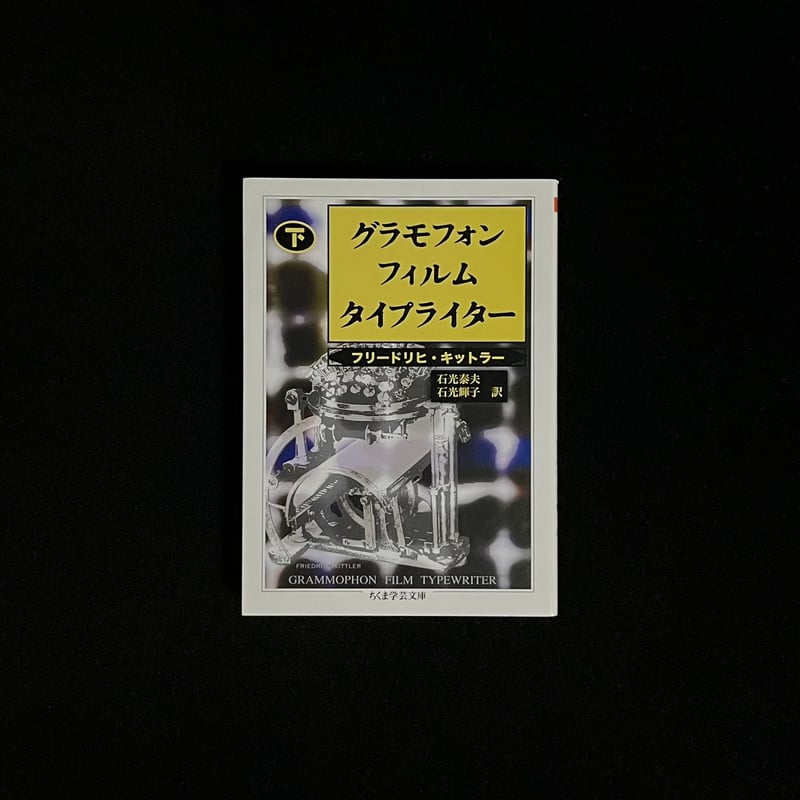 下
グラモフォン
フィルム
タイプライター
フリードリヒ・キットラー
石光泰夫
石光輝子 訳
FRIEDRICH KITTLER
GRAMMOPHON FILM TYPEWRITER
ちくま学芸文庫